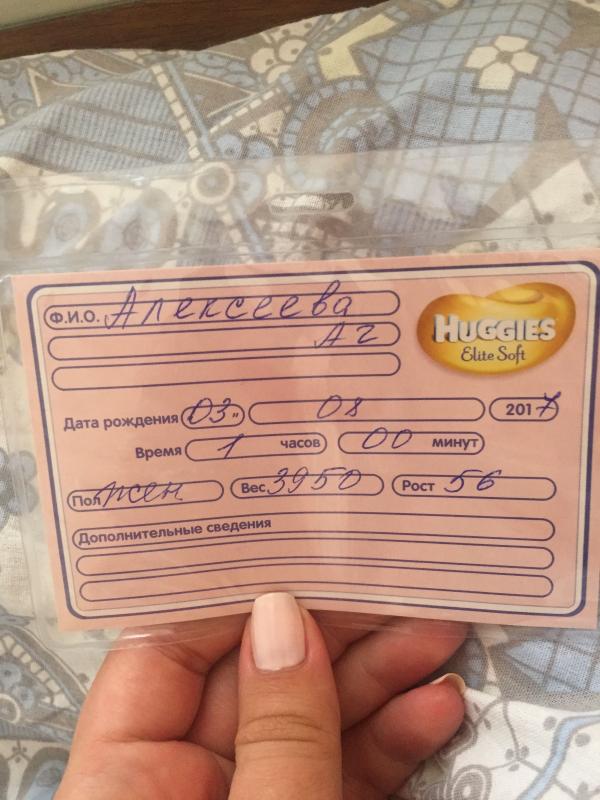 Ф.И.О. Алексеева
АГ
HUGGIES
Elite Soft
Дата рождения 03 " 08 2017
Время 1 часов 00 минут
Пол жен Вес 3950 Рост 56
Дополнительные сведения